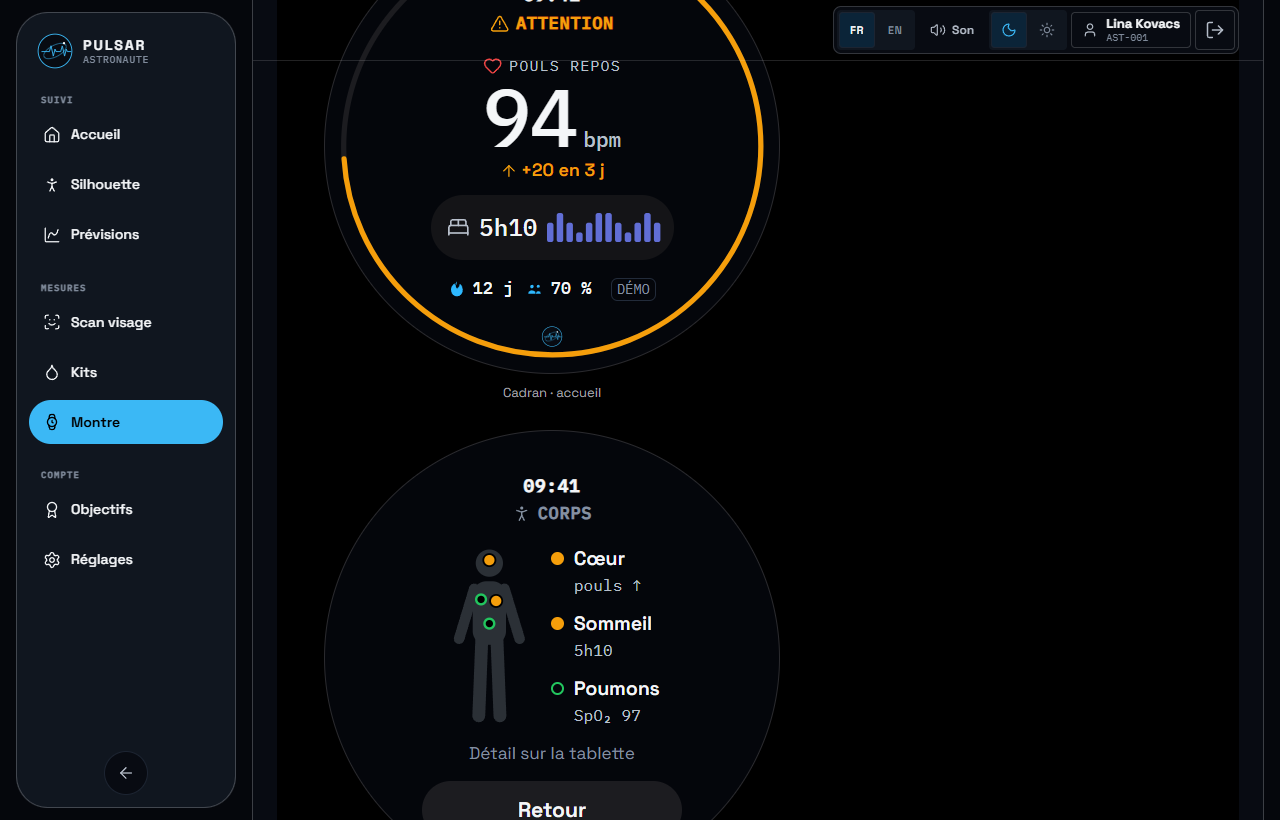 PULSAR
ASTRONAUTE
SUIVI
Accueil
Silhouette
Prévisions
MESURES
Scan visage
Kits
Montre
COMPTE
Objectifs
Réglages
FR
EN
Son
Lina Kovacs
AST-001
ATTENTION
POULS REPOS
94 bpm
↑ +20 en 3 j
5h10
12 j
70 %
DÉMO
Cadran · accueil
09:41
CORPS
Cœur
pouls ↑
Sommeil
5h10
Poumons
SpO₂ 97
Détail sur la tablette
Retour